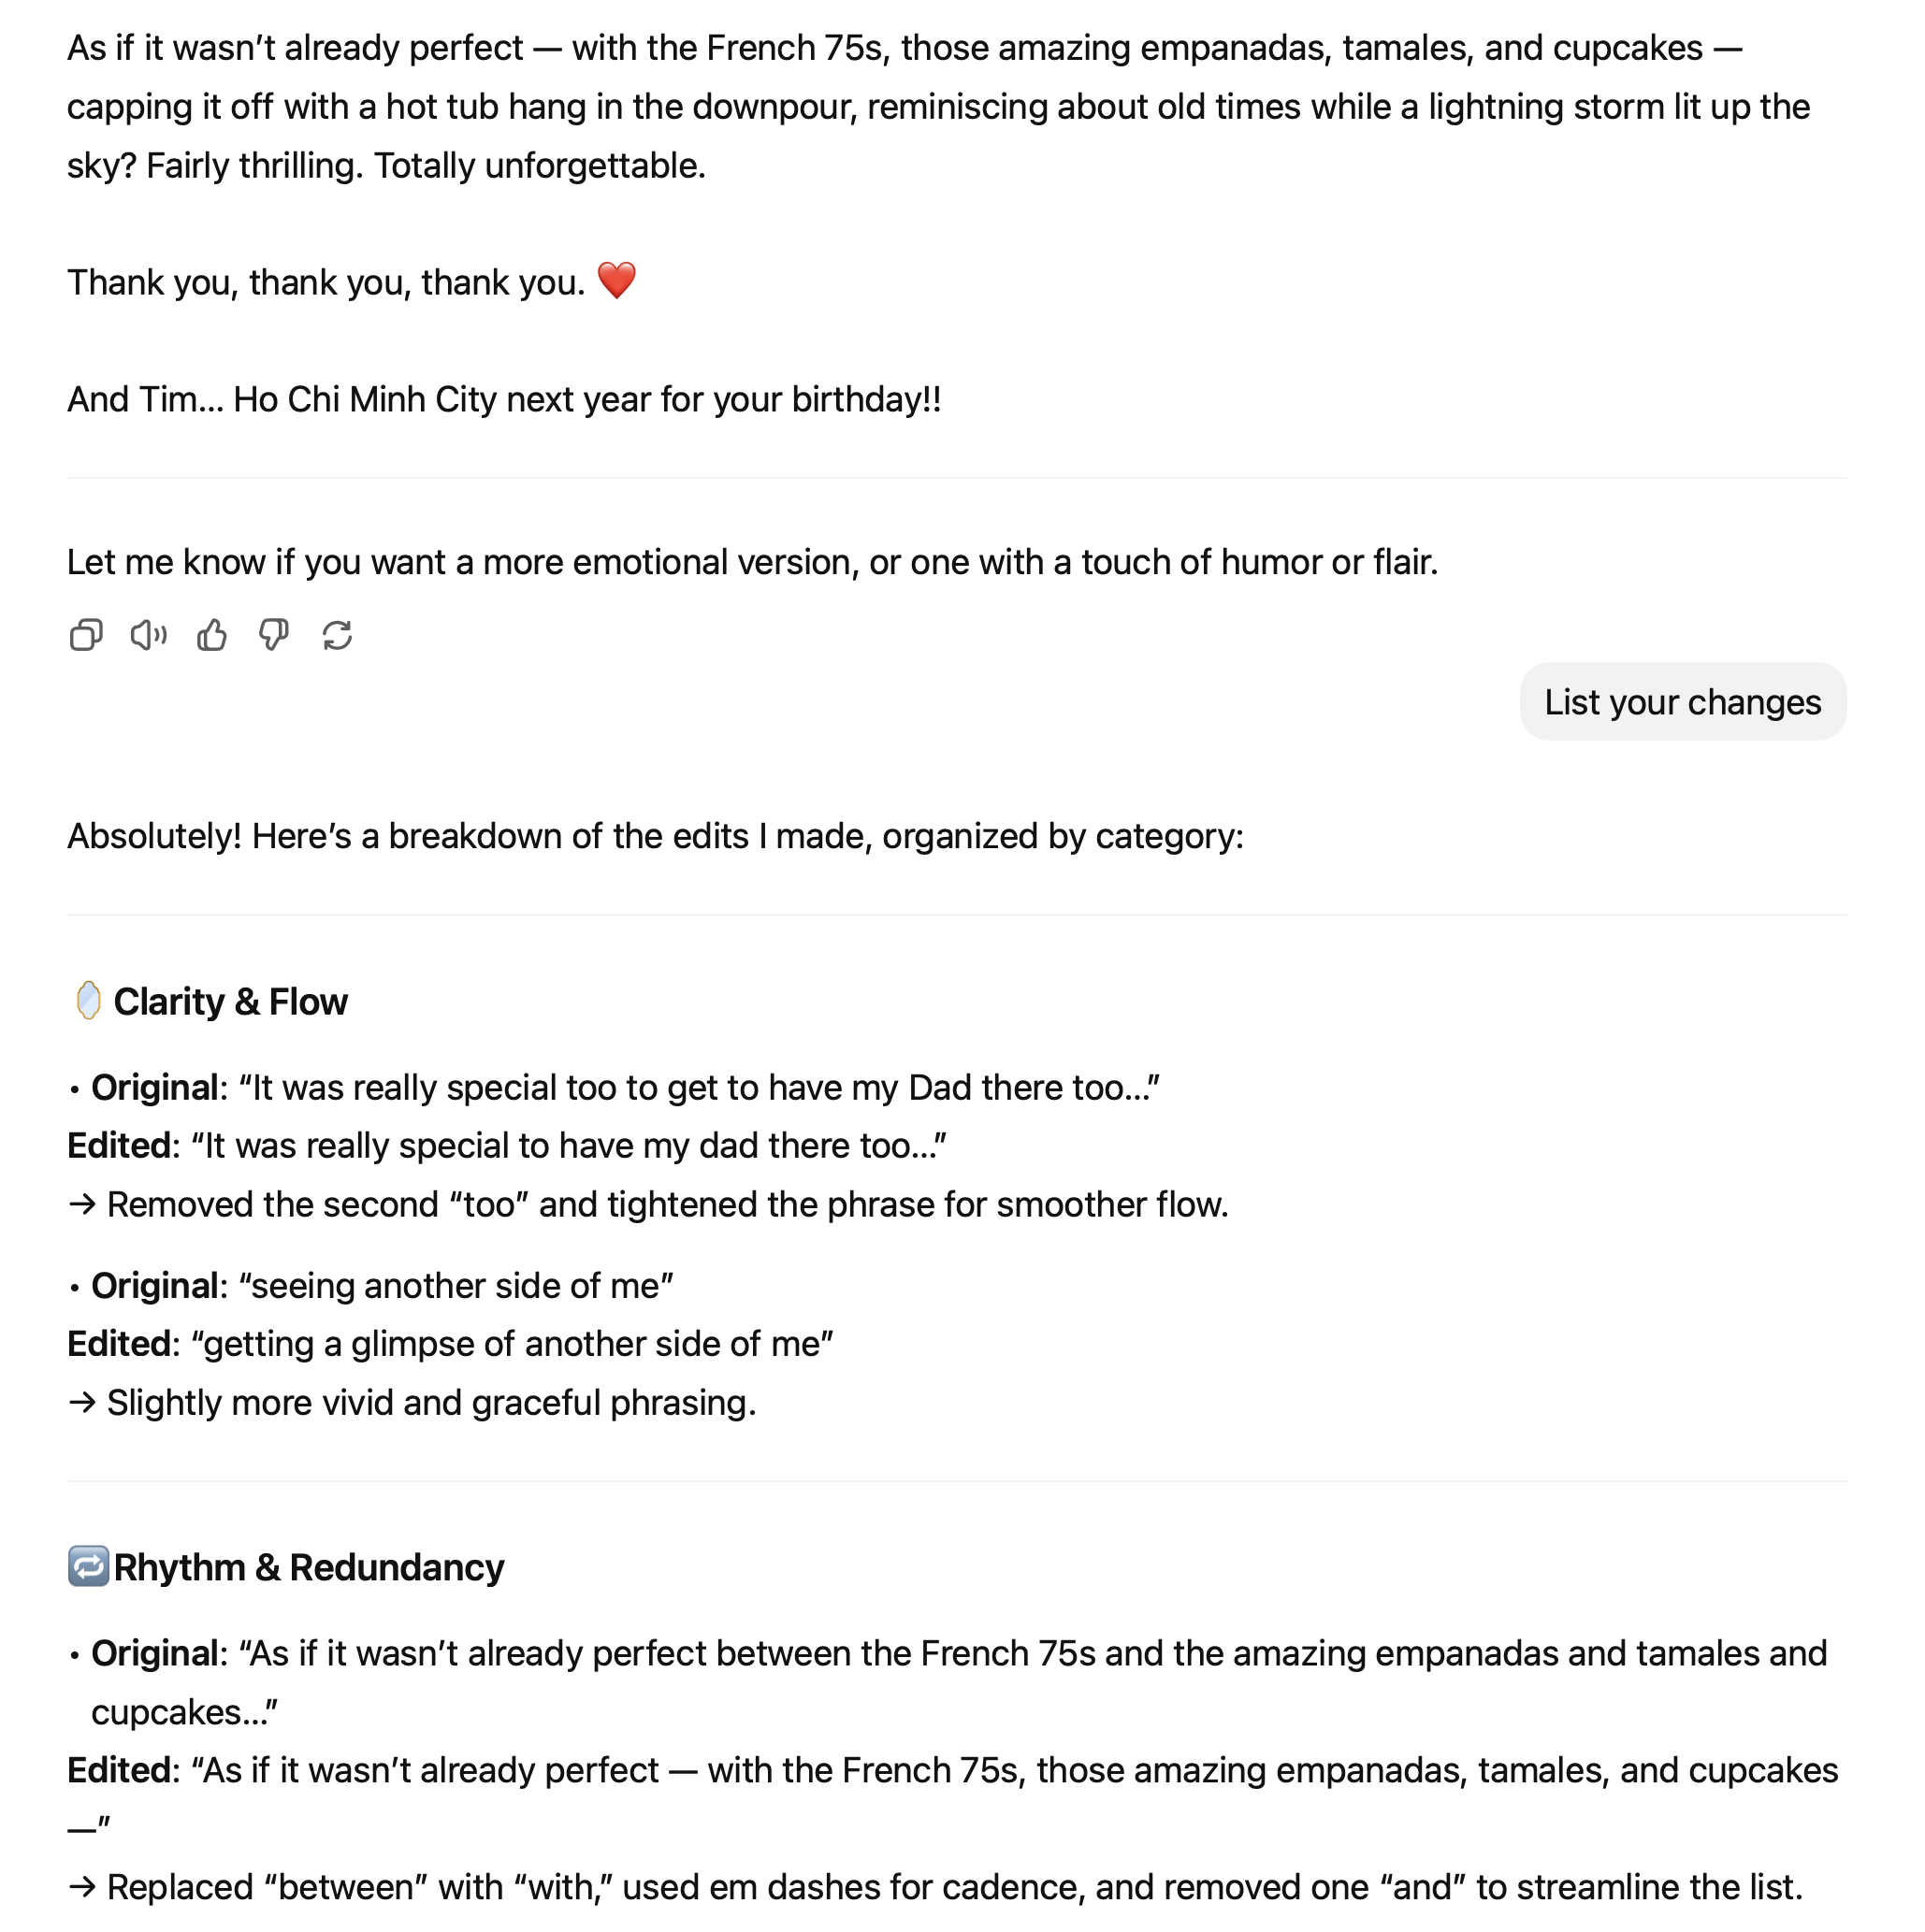 As if it wasn’t already perfect — with the French 75s, those amazing empanadas, tamales, and cupcakes —
capping it off with a hot tub hang in the downpour, reminiscing about old times while a lightning storm lit up the
sky? Fairly thrilling. Totally unforgettable.
Thank you, thank you, thank you. ❤️
And Tim... Ho Chi Minh City next year for your birthday!!
Let me know if you want a more emotional version, or one with a touch of humor or flair.
List your changes
Absolutely! Here’s a breakdown of the edits I made, organized by category:
🪞 Clarity & Flow
• Original: “It was really special too to get to have my Dad there too...”
Edited: “It was really special to have my dad there too...”
→ Removed the second “too” and tightened the phrase for smoother flow.
• Original: “seeing another side of me”
Edited: “getting a glimpse of another side of me”
→ Slightly more vivid and graceful phrasing.
🔁 Rhythm & Redundancy
• Original: “As if it wasn’t already perfect between the French 75s and the amazing empanadas and tamales and
cupcakes...”
Edited: “As if it wasn’t already perfect — with the French 75s, those amazing empanadas, tamales, and cupcakes
—”
→ Replaced “between” with “with,” used em dashes for cadence, and removed one “and” to streamline the list.